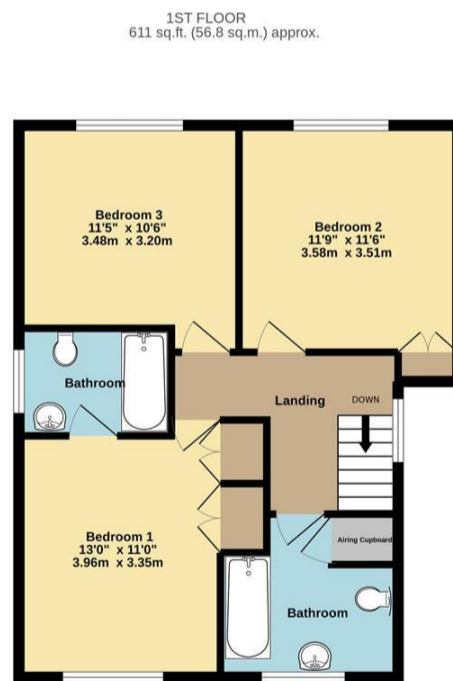 1ST FLOOR
611 sq.ft. (56.8 sq.m.) approx.
Bedroom 3
11'5" x 10'6"
3.48m x 3.20m
Bedroom 2
11'9" x 11'6"
3.58m x 3.51m
Bathroom
Landing
DOWN
Bedroom 1
13'0" x 11'0"
3.96m x 3.35m
Airing Cupboard
Bathroom